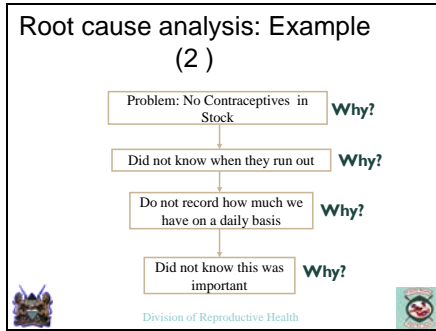 Root cause analysis: Example
(2 )
Problem: No Contraceptives in
Stock
Why?
Did not know when they run out
Why?
Do not record how much we
have on a daily basis
Why?
Did not know this was
important
Why?
Division of Reproductive Health